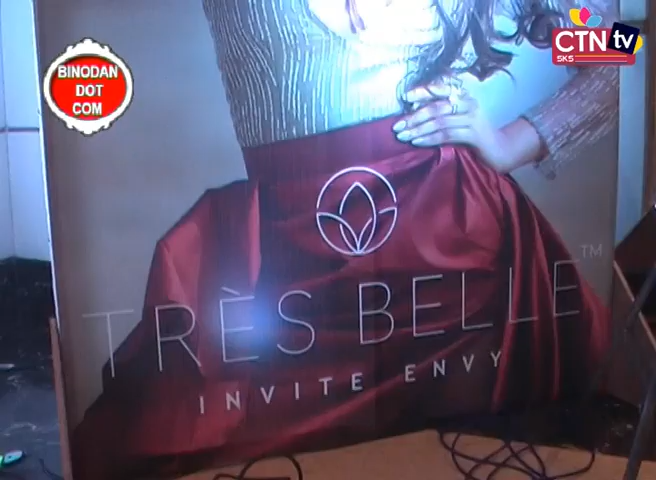 BINODAN
DOT
COM
CTN tv
SKS
TRÈS BELLE™
INVITE ENVY